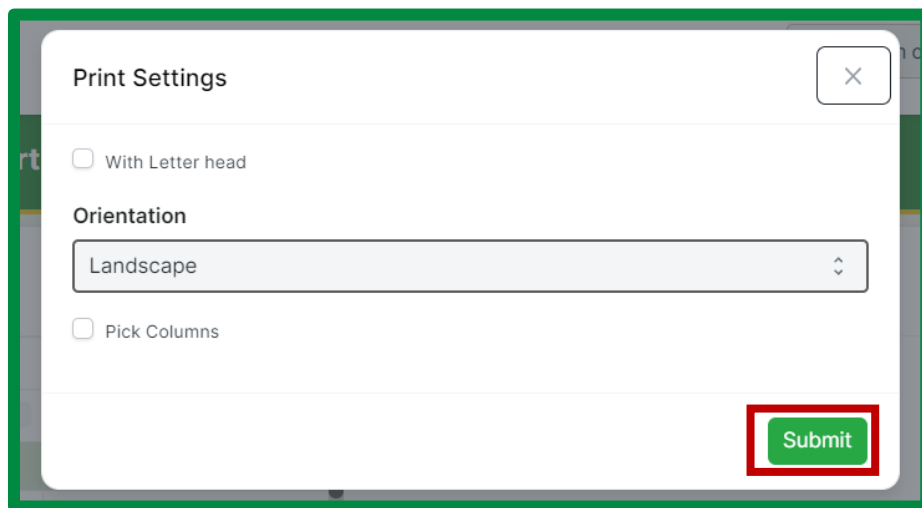 Print Settings
With Letter head
Orientation
Landscape
Pick Columns
Submit